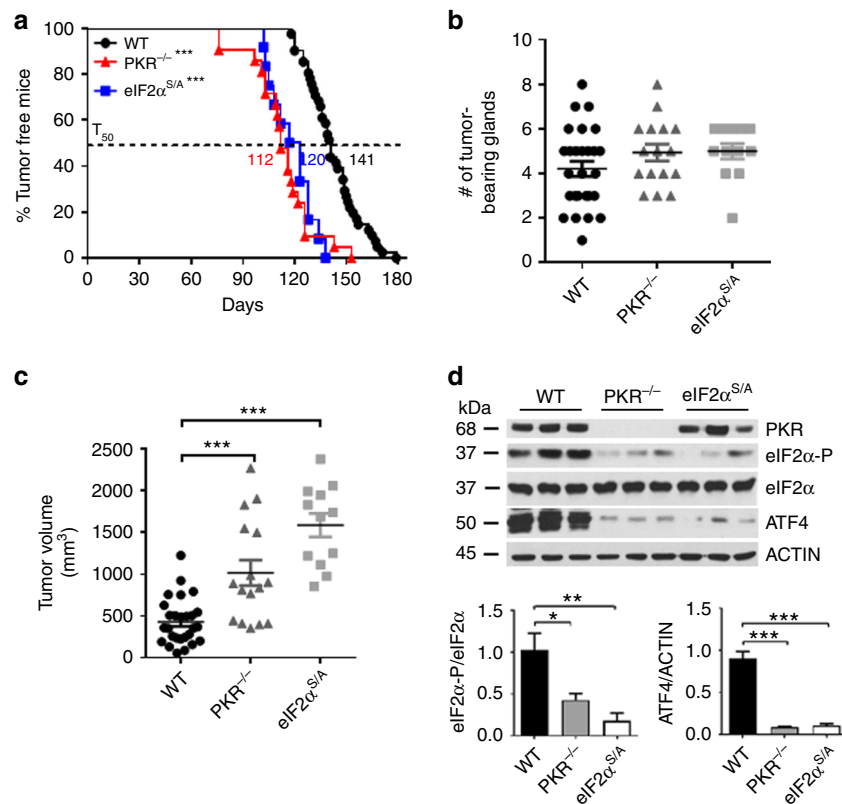 a
100
80
60
40
20
0
% Tumor free mice
WT
PKR–/– ***
eIF2αS/A ***
T50
112
120
141
0 30 60 90 120 150 180
Days
b
10
8
6
4
2
0
# of tumor-
bearing glands
WT
PKR–/–
eIF2αS/A
c
***
***
2500
2000
1500
1000
500
0
Tumor volume
(mm3)
WT
PKR–/–
eIF2αS/A
d
WT PKR–/– eIF2αS/A
kDa
68 PKR
37 eIF2α-P
37 eIF2α
50 ATF4
45 ACTIN
1.5
1.0
0.5
0.0
eIF2α-P/eIF2α
**
*
WT
PKR–/–
eIF2αS/A
1.5
1.0
0.5
0.0
ATF4/ACTIN
***
***
WT
PKR–/–
eIF2αS/A